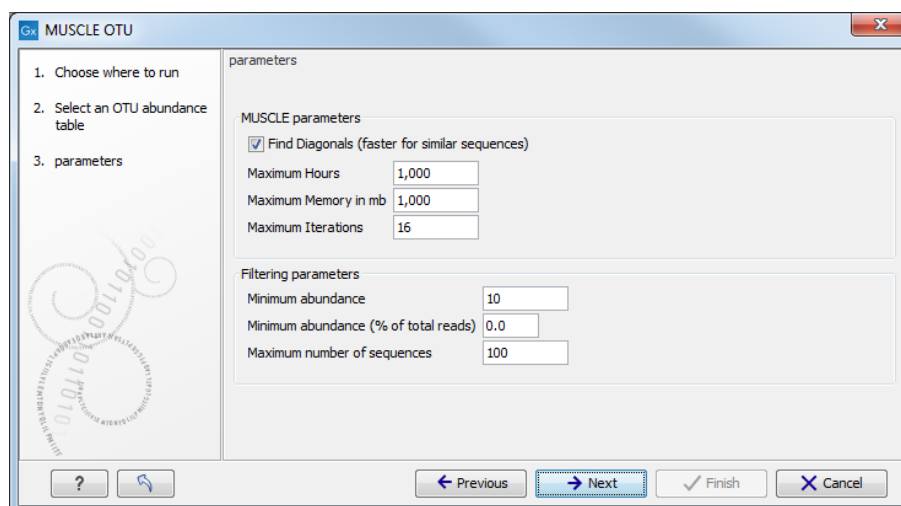 Gx MUSCLE OTU
1. Choose where to run
2. Select an OTU abundance
table
3. parameters
parameters
MUSCLE parameters
Find Diagonals (faster for similar sequences)
Maximum Hours 1,000
Maximum Memory in mb 1,000
Maximum Iterations 16
Filtering parameters
Minimum abundance 10
Minimum abundance (% of total reads) 0.0
Maximum number of sequences 100
? Previous Next Finish Cancel